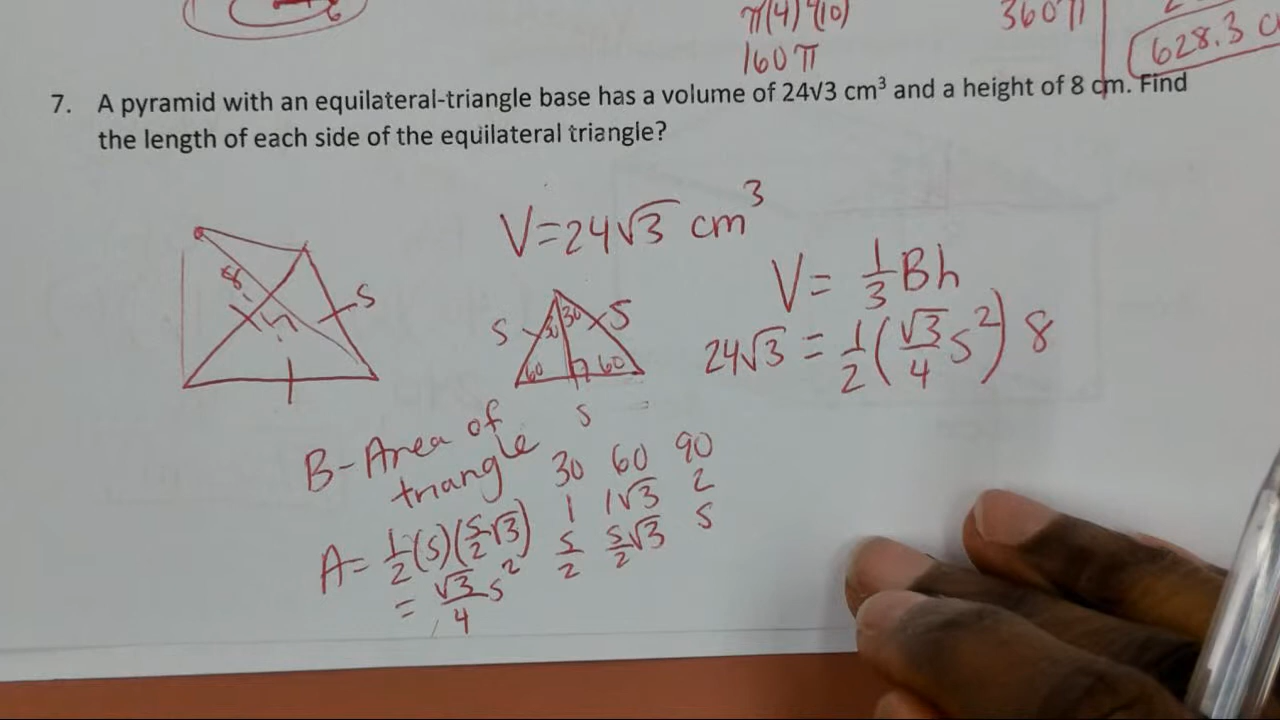 π(4)²(10)
160π
360π
628.3 c
7. A pyramid with an equilateral-triangle base has a volume of 24√3 cm³ and a height of 8 cm. Find
the length of each side of the equilateral triangle?
V=24√3 cm³
8
S
S 30 30 S
60 60
S
V= 1/3 Bh
24√3 = 1/2 (√3/4 S²) 8
B-Area of
triangle
30 60 90
1 1√3 2
S/2 S/2√3 S
A= 1/2(S)(S/2√3)
= √3/4 S²